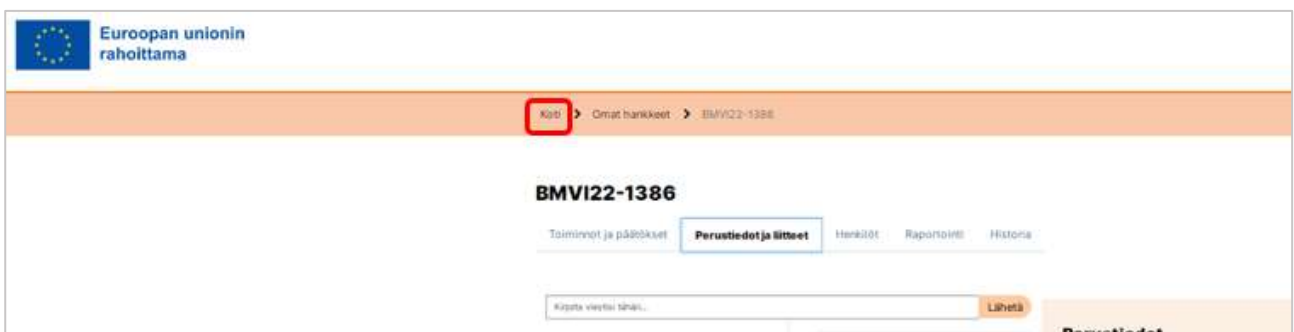 Euroopan unionin
rahoittama
Koti > Omat hankkeet > BMVI22-1386
BMVI22-1386
Toiminnot ja päätökset Perustiedot ja liitteet Henkilöt Raportointi Historia
Kirjoita viestisi tähän... Lähetä
Perustiedot